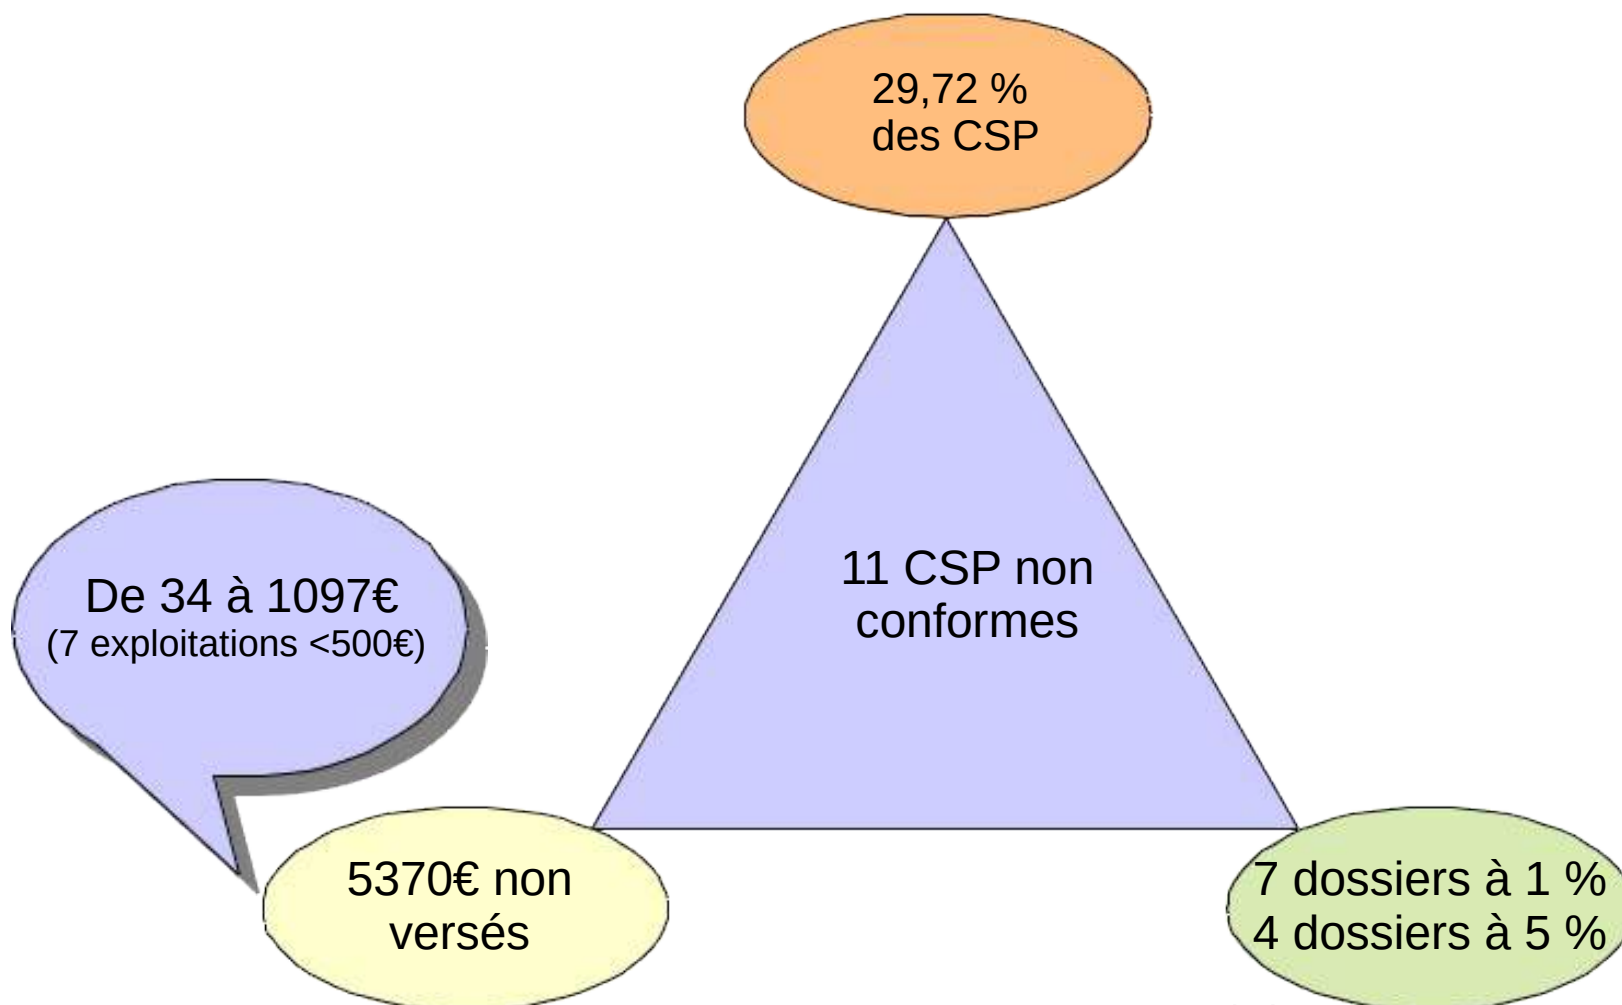 29,72 %
des CSP
11 CSP non
conformes
De 34 à 1097€
(7 exploitations <500€)
5370€ non
versés
7 dossiers à 1 %
4 dossiers à 5 %